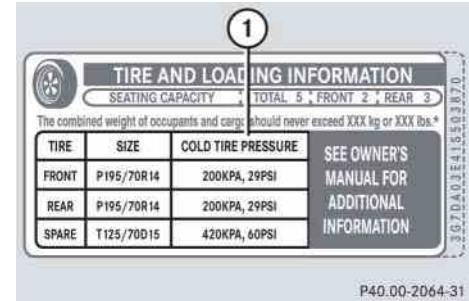 1
TIRE AND LOADING INFORMATION
SEATING CAPACITY TOTAL 5 FRONT 2 REAR 3
The combined weight of occupants and cargo should never exceed XXX kg or XXX lbs.*
TIRE SIZE COLD TIRE PRESSURE
FRONT P195/70R14 200KPA, 29PSI
REAR P195/70R14 200KPA, 29PSI
SPARE T125/70D15 420KPA, 60PSI
SEE OWNER'S
MANUAL FOR
ADDITIONAL
INFORMATION
3G7DA03E41S503870
P40.00-2064-31